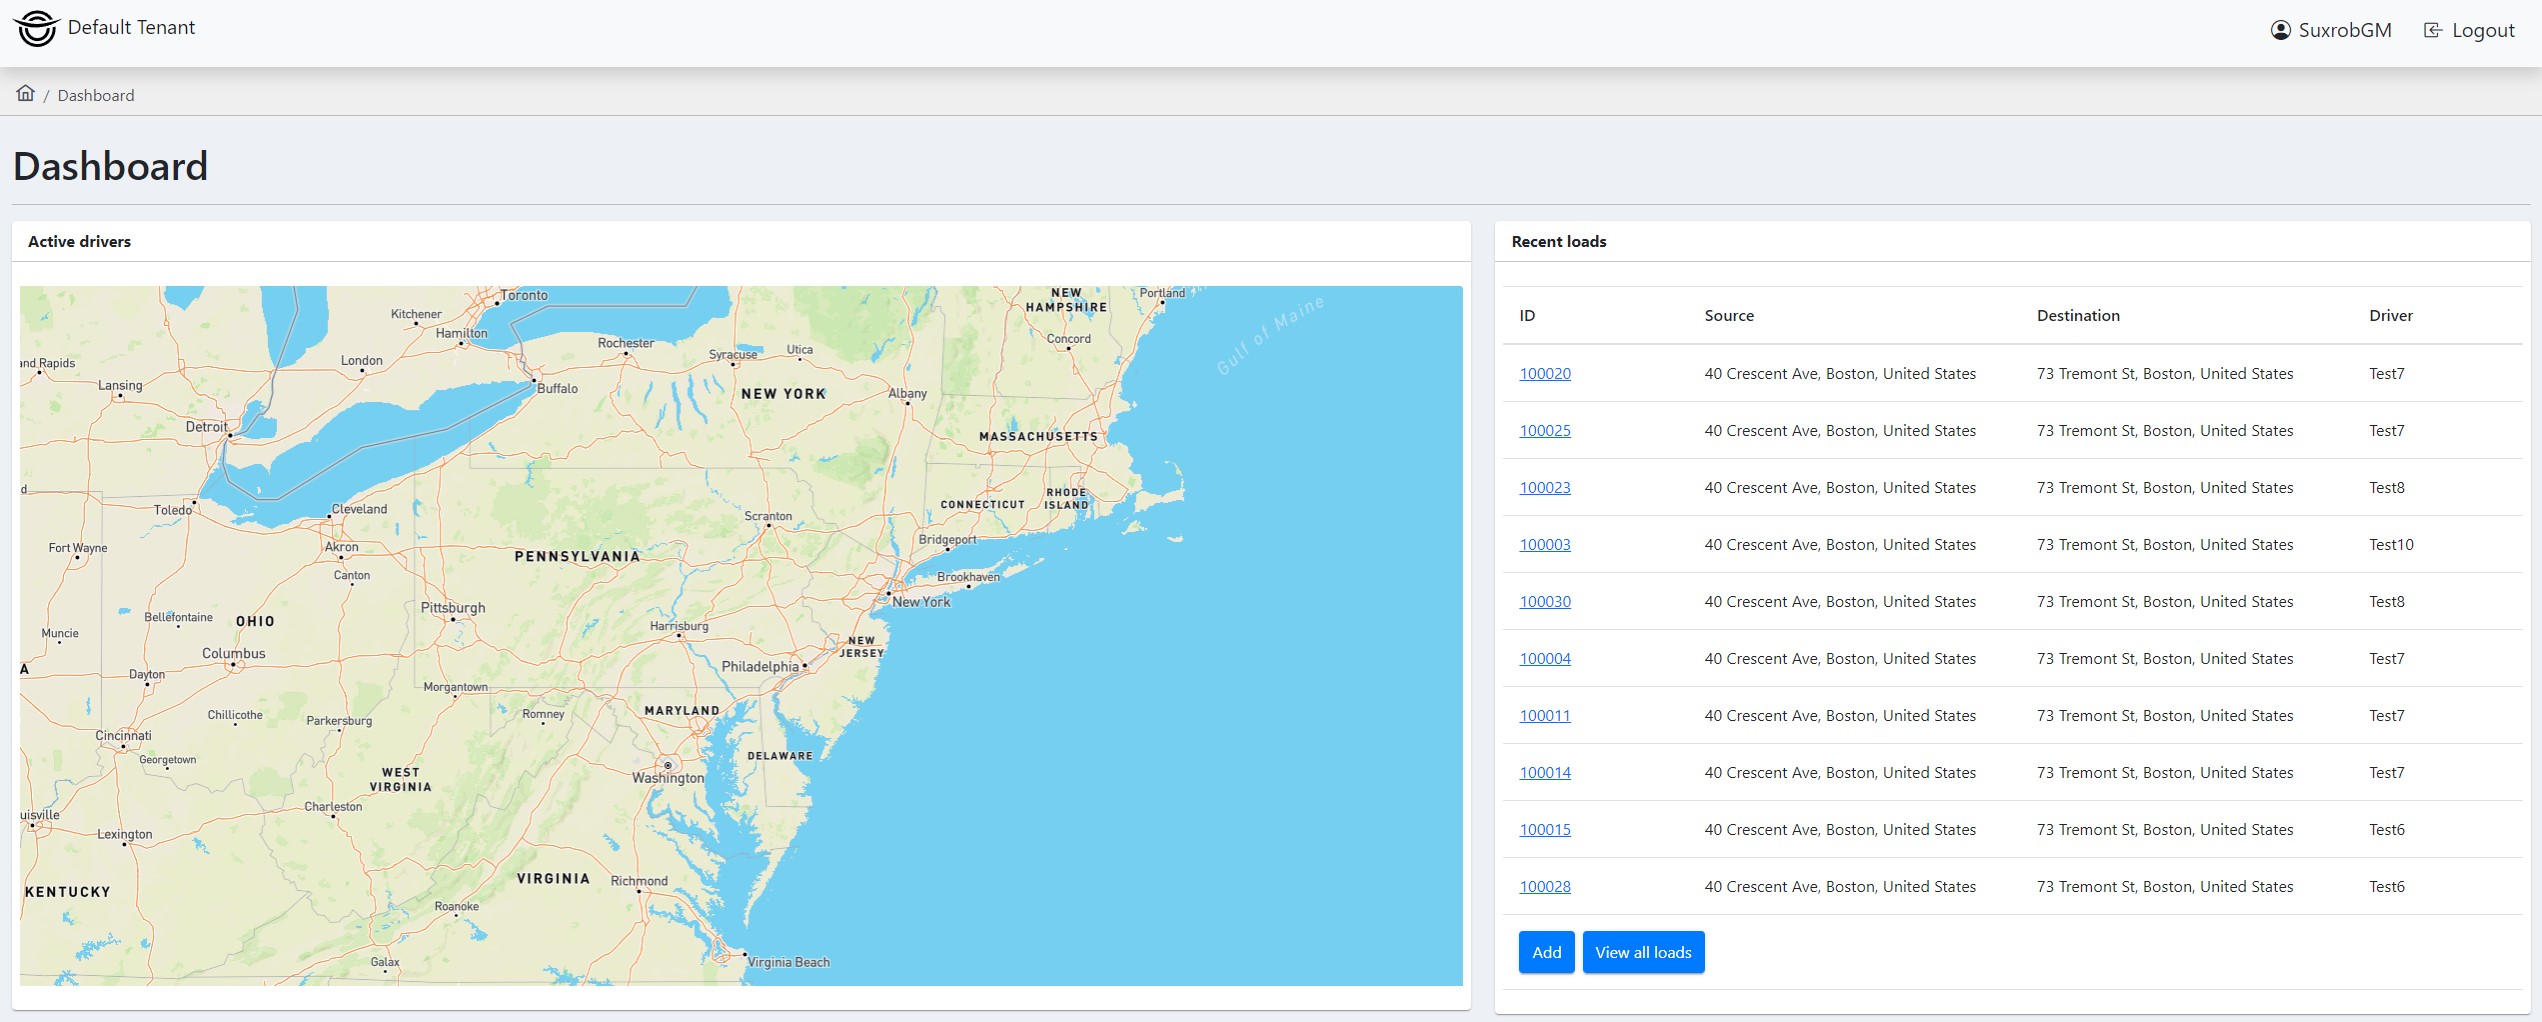 Default Tenant
SuxrobGM
Logout
/ Dashboard
Dashboard
Active drivers
Toronto
Kitchener
Hamilton
NEW
HAMPSHIRE
Portland
Gulf of Maine
Rochester
Syracuse
Utica
Concord
London
and Rapids
Lansing
Buffalo
NEW YORK
Albany
Detroit
MASSACHUSETTS
d
Toledo
Cleveland
Scranton
CONNECTICUT
RHODE
ISLAND
Fort Wayne
Akron
PENNSYLVANIA
Bridgeport
Canton
Brookhaven
New York
Pittsburgh
Bellefontaine
OHIO
Harrisburg
Muncie
NEW
JERSEY
Columbus
A
Philadelphia
Dayton
Morgantown
Chillicothe
Parkersburg
Romney
MARYLAND
Cincinnati
Georgetown
DELAWARE
WEST
VIRGINIA
Washington
Charleston
uisville
Lexington
KENTUCKY
VIRGINIA
Richmond
Roanoke
Galax
Virginia Beach
Recent loads
ID Source Destination Driver
100020 40 Crescent Ave, Boston, United States 73 Tremont St, Boston, United States Test7
100025 40 Crescent Ave, Boston, United States 73 Tremont St, Boston, United States Test7
100023 40 Crescent Ave, Boston, United States 73 Tremont St, Boston, United States Test8
100003 40 Crescent Ave, Boston, United States 73 Tremont St, Boston, United States Test10
100030 40 Crescent Ave, Boston, United States 73 Tremont St, Boston, United States Test8
100004 40 Crescent Ave, Boston, United States 73 Tremont St, Boston, United States Test7
100011 40 Crescent Ave, Boston, United States 73 Tremont St, Boston, United States Test7
100014 40 Crescent Ave, Boston, United States 73 Tremont St, Boston, United States Test7
100015 40 Crescent Ave, Boston, United States 73 Tremont St, Boston, United States Test6
100028 40 Crescent Ave, Boston, United States 73 Tremont St, Boston, United States Test6
Add
View all loads